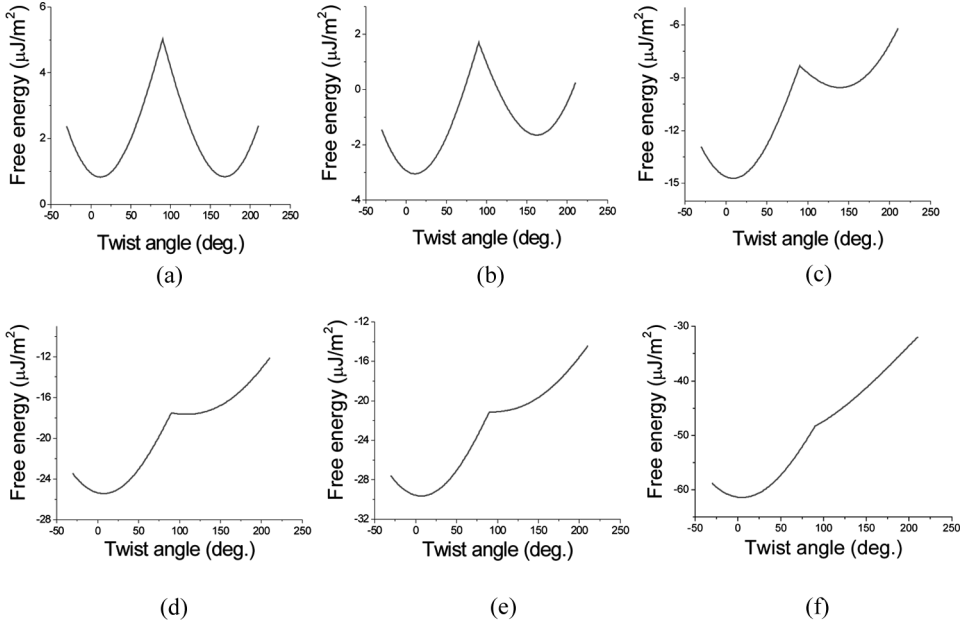 Free energy (μJ/m²)
6
4
2
0
-50 0 50 100 150 200 250
Twist angle (deg.)
(a)
Free energy (μJ/m²)
2
0
-2
-4
-50 0 50 100 150 200 250
Twist angle (deg.)
(b)
Free energy (μJ/m²)
-6
-9
-12
-15
-50 0 50 100 150 200 250
Twist angle (deg.)
(c)
Free energy (μJ/m²)
-12
-16
-20
-24
-28
-50 0 50 100 150 200 250
Twist angle (deg.)
(d)
Free energy (μJ/m²)
-12
-16
-20
-24
-28
-32
-50 0 50 100 150 200 250
Twist angle (deg.)
(e)
Free energy (μJ/m²)
-30
-40
-50
-60
-50 0 50 100 150 200 250
Twist angle (deg.)
(f)